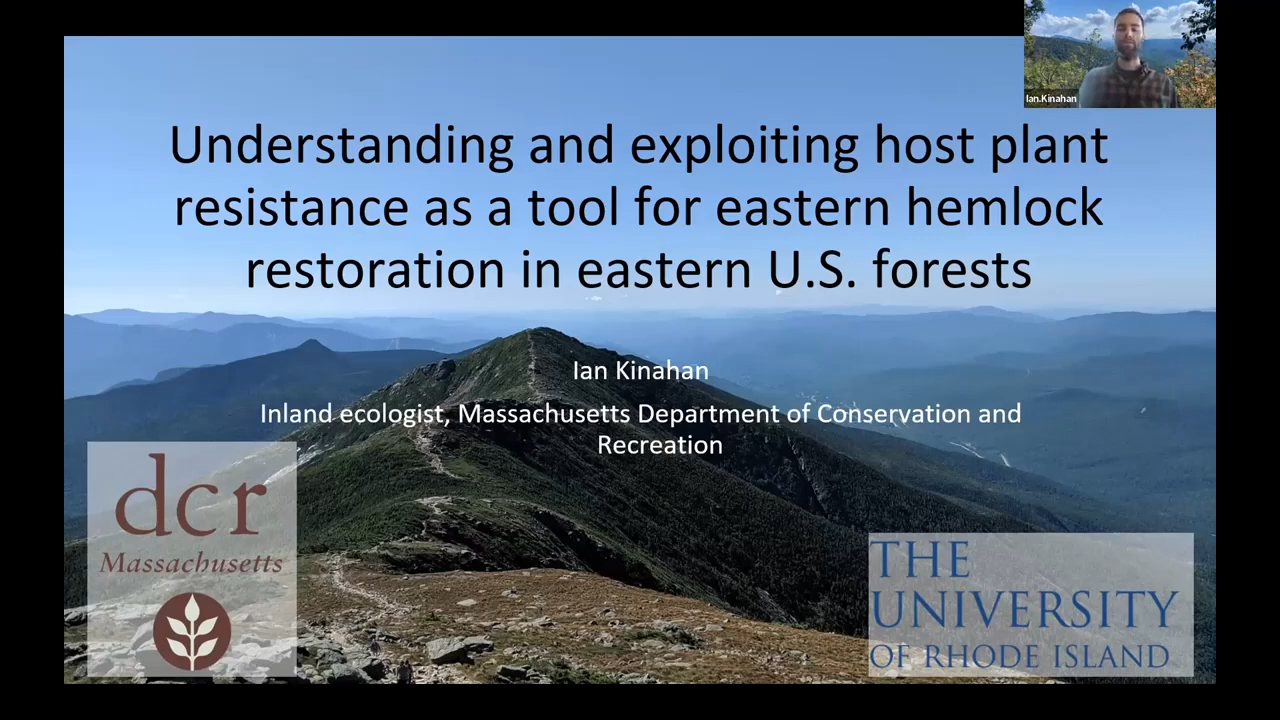 Ian.Kinahan
Understanding and exploiting host plant
resistance as a tool for eastern hemlock
restoration in eastern U.S. forests
Ian Kinahan
Inland ecologist, Massachusetts Department of Conservation and
Recreation
dcr
Massachusetts
THE
UNIVERSITY
OF RHODE ISLAND